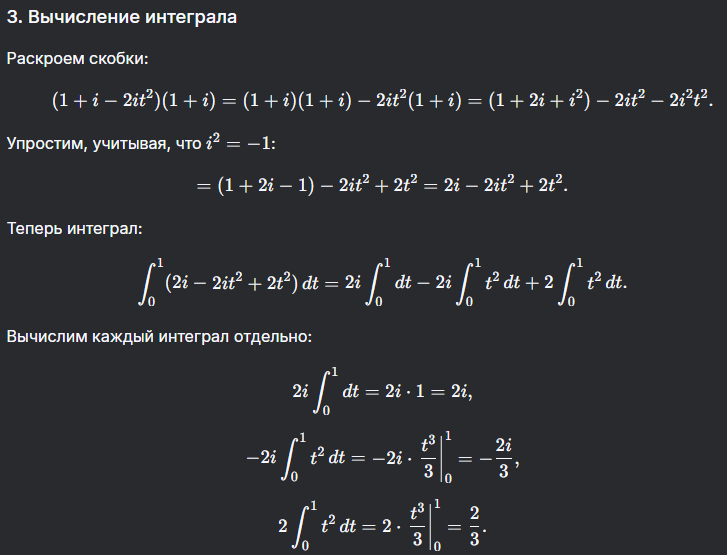 3. Вычисление интеграла
Раскроем скобки:
(1 + i − 2it²)(1 + i) = (1 + i)(1 + i) − 2it²(1 + i) = (1 + 2i + i²) − 2it² − 2i²t².
Упростим, учитывая, что i² = −1:
= (1 + 2i − 1) − 2it² + 2t² = 2i − 2it² + 2t².
Теперь интеграл:
∫₀¹ (2i − 2it² + 2t²) dt = 2i ∫₀¹ dt − 2i ∫₀¹ t² dt + 2 ∫₀¹ t² dt.
Вычислим каждый интеграл отдельно:
2i ∫₀¹ dt = 2i · 1 = 2i,
−2i ∫₀¹ t² dt = −2i · t³/3 |₀¹ = −2i/3,
2 ∫₀¹ t² dt = 2 · t³/3 |₀¹ = 2/3.